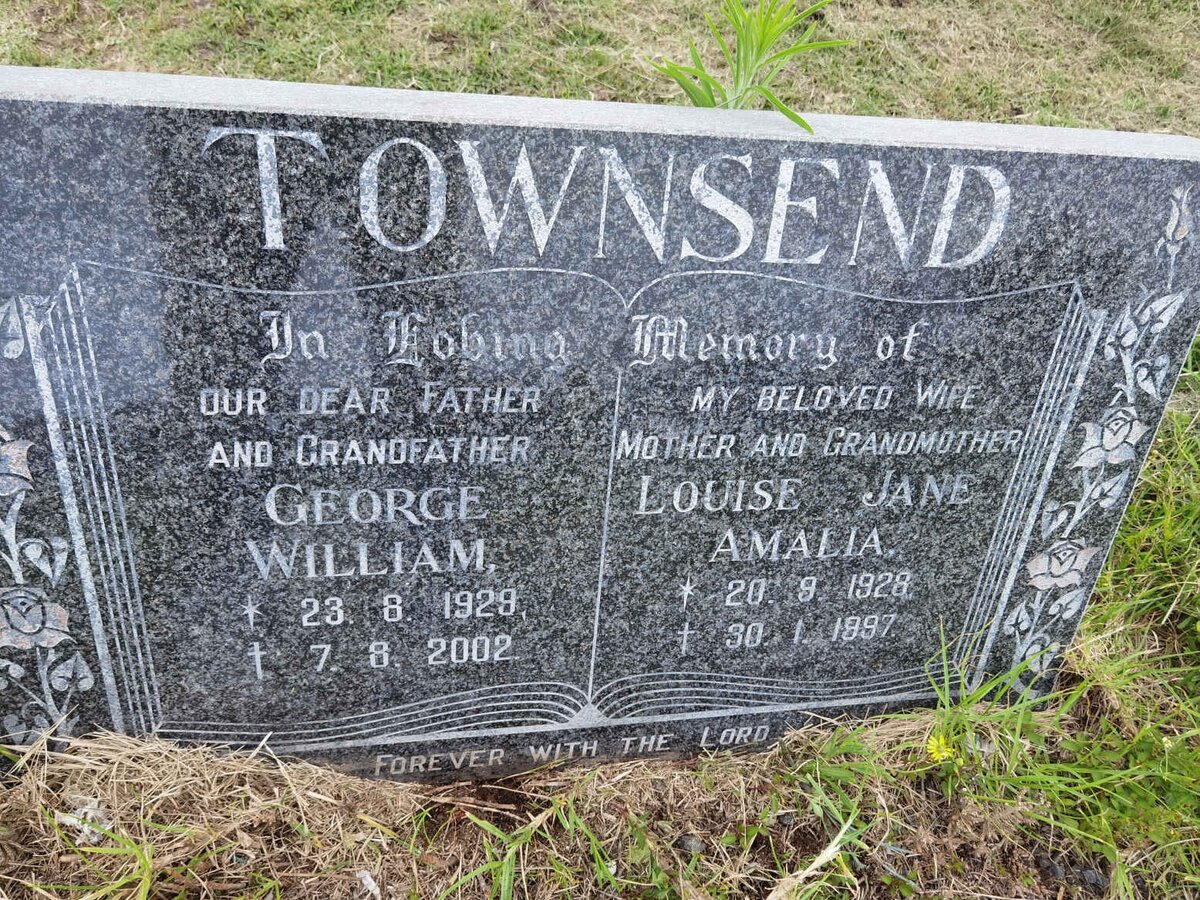 TOWNSEND
In Loving Memory of
OUR DEAR FATHER
AND GRANDFATHER
GEORGE
WILLIAM,
* 23. 8. 1929,
† 7. 8. 2002
MY BELOVED WIFE
MOTHER AND GRANDMOTHER
LOUISE JANE
AMALIA.
* 20. 9 1928,
† 30. 1. 1997.
FOREVER WITH THE LORD